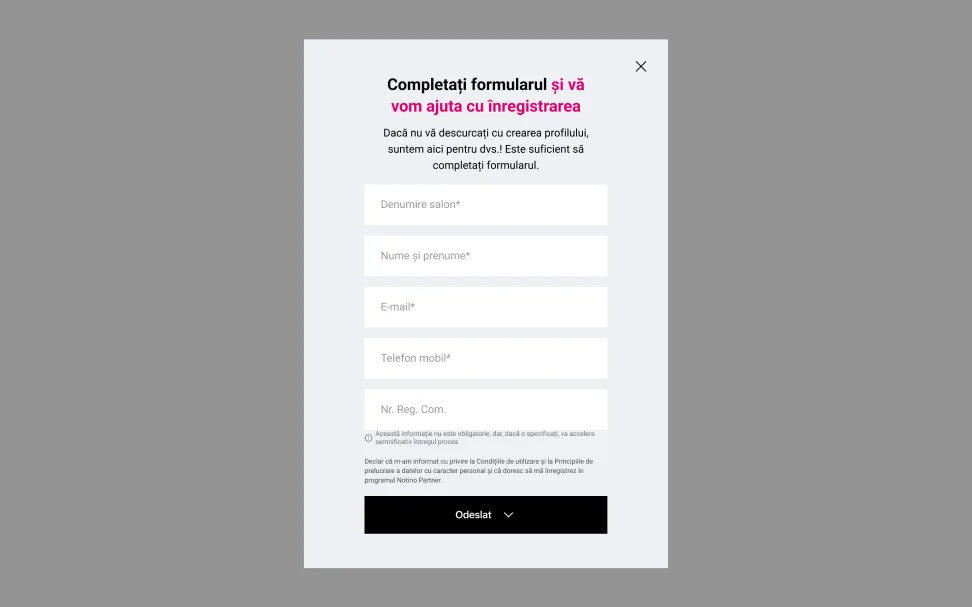 Completați formularul și vă
vom ajuta cu înregistrarea
Dacă nu vă descurcați cu crearea profilului,
suntem aici pentru dvs.! Este suficient să
completați formularul.
Denumire salon*
Nume și prenume*
E-mail*
Telefon mobil*
Nr. Reg. Com.
Această informație nu este obligatorie, dar, dacă o specificați, va accelera
semnificativ întregul proces
Declar că m-am informat cu privire la Condițiile de utilizare și la Principiile de
prelucrare a datelor cu caracter personal și că doresc să mă înregistrez în
programul Notino Partner.
Odeslat